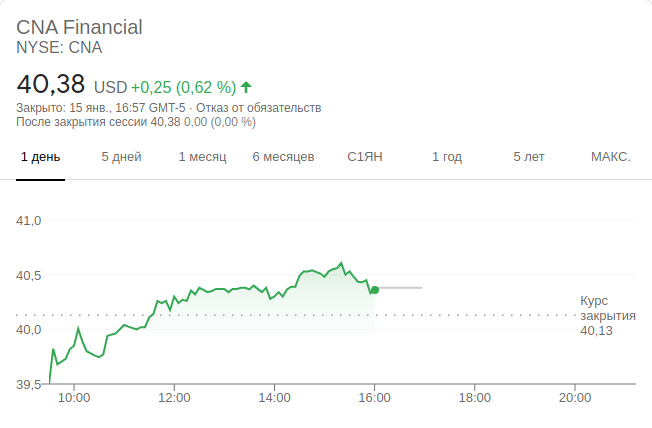 CNA Financial
NYSE: CNA
40,38 USD +0,25 (0,62 %)
Закрыто: 15 янв., 16:57 GMT-5 · Отказ от обязательств
После закрытия сессии 40,38 0,00 (0,00 %)
1 день 5 дней 1 месяц 6 месяцев С1ЯН 1 год 5 лет МАКС.
41,0
40,5
Курс
закрытия
40,13
40,0
39,5
10:00 12:00 14:00 16:00 18:00 20:00